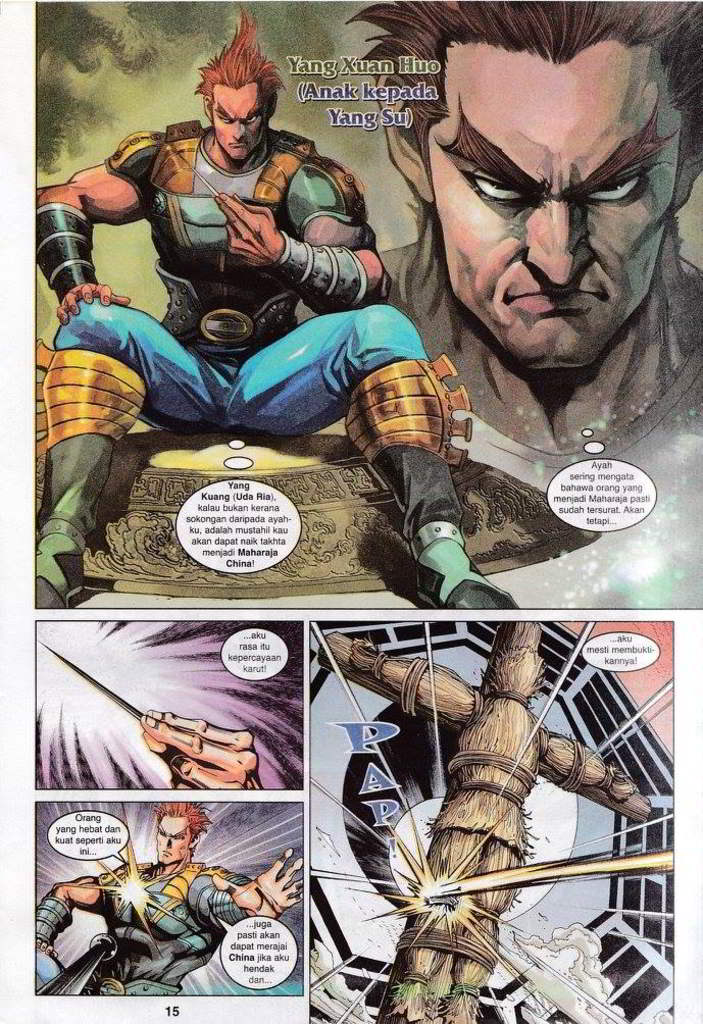 Yang Xuan Huo
(Anak kepada
Yang Su)
Yang
Kuang (Uda Ria),
kalau bukan kerana
sokongan daripada ayah-
ku, adalah mustahil kau
akan dapat naik takhta
menjadi Maharaja
China!
Ayah
sering mengata
bahawa orang yang
menjadi Maharaja pasti
sudah tersurat. Akan
tetapi...
...aku
rasa itu
kepercayaan
karut!
...aku
mesti membukti-
kannya!
PAP!
Orang
yang hebat dan
kuat seperti aku
ini...
...juga
pasti akan
dapat merajai
China jika aku
hendak
dan...
15